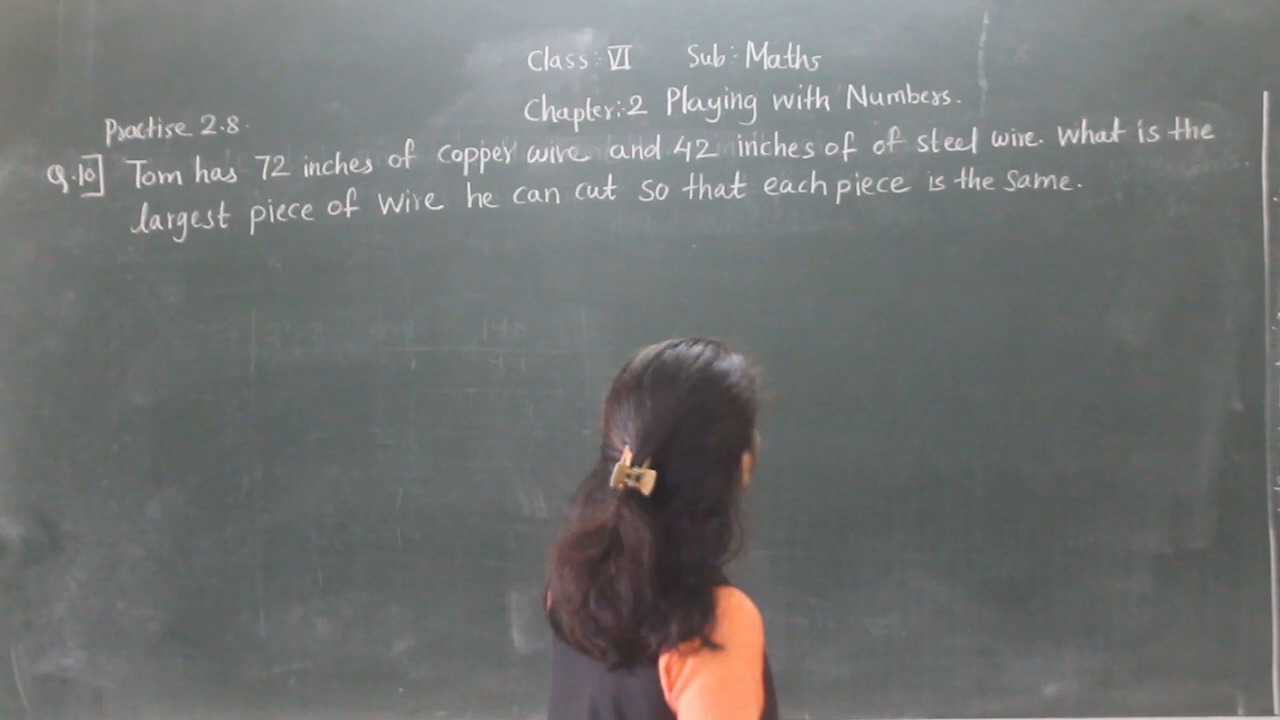 Class: VI Sub: Maths
Chapter: 2 Playing with Numbers.
Practise 2.8.
Q.10] Tom has 72 inches of copper wire and 42 inches of of steel wire. What is the
largest piece of wire he can cut so that each piece is the same.